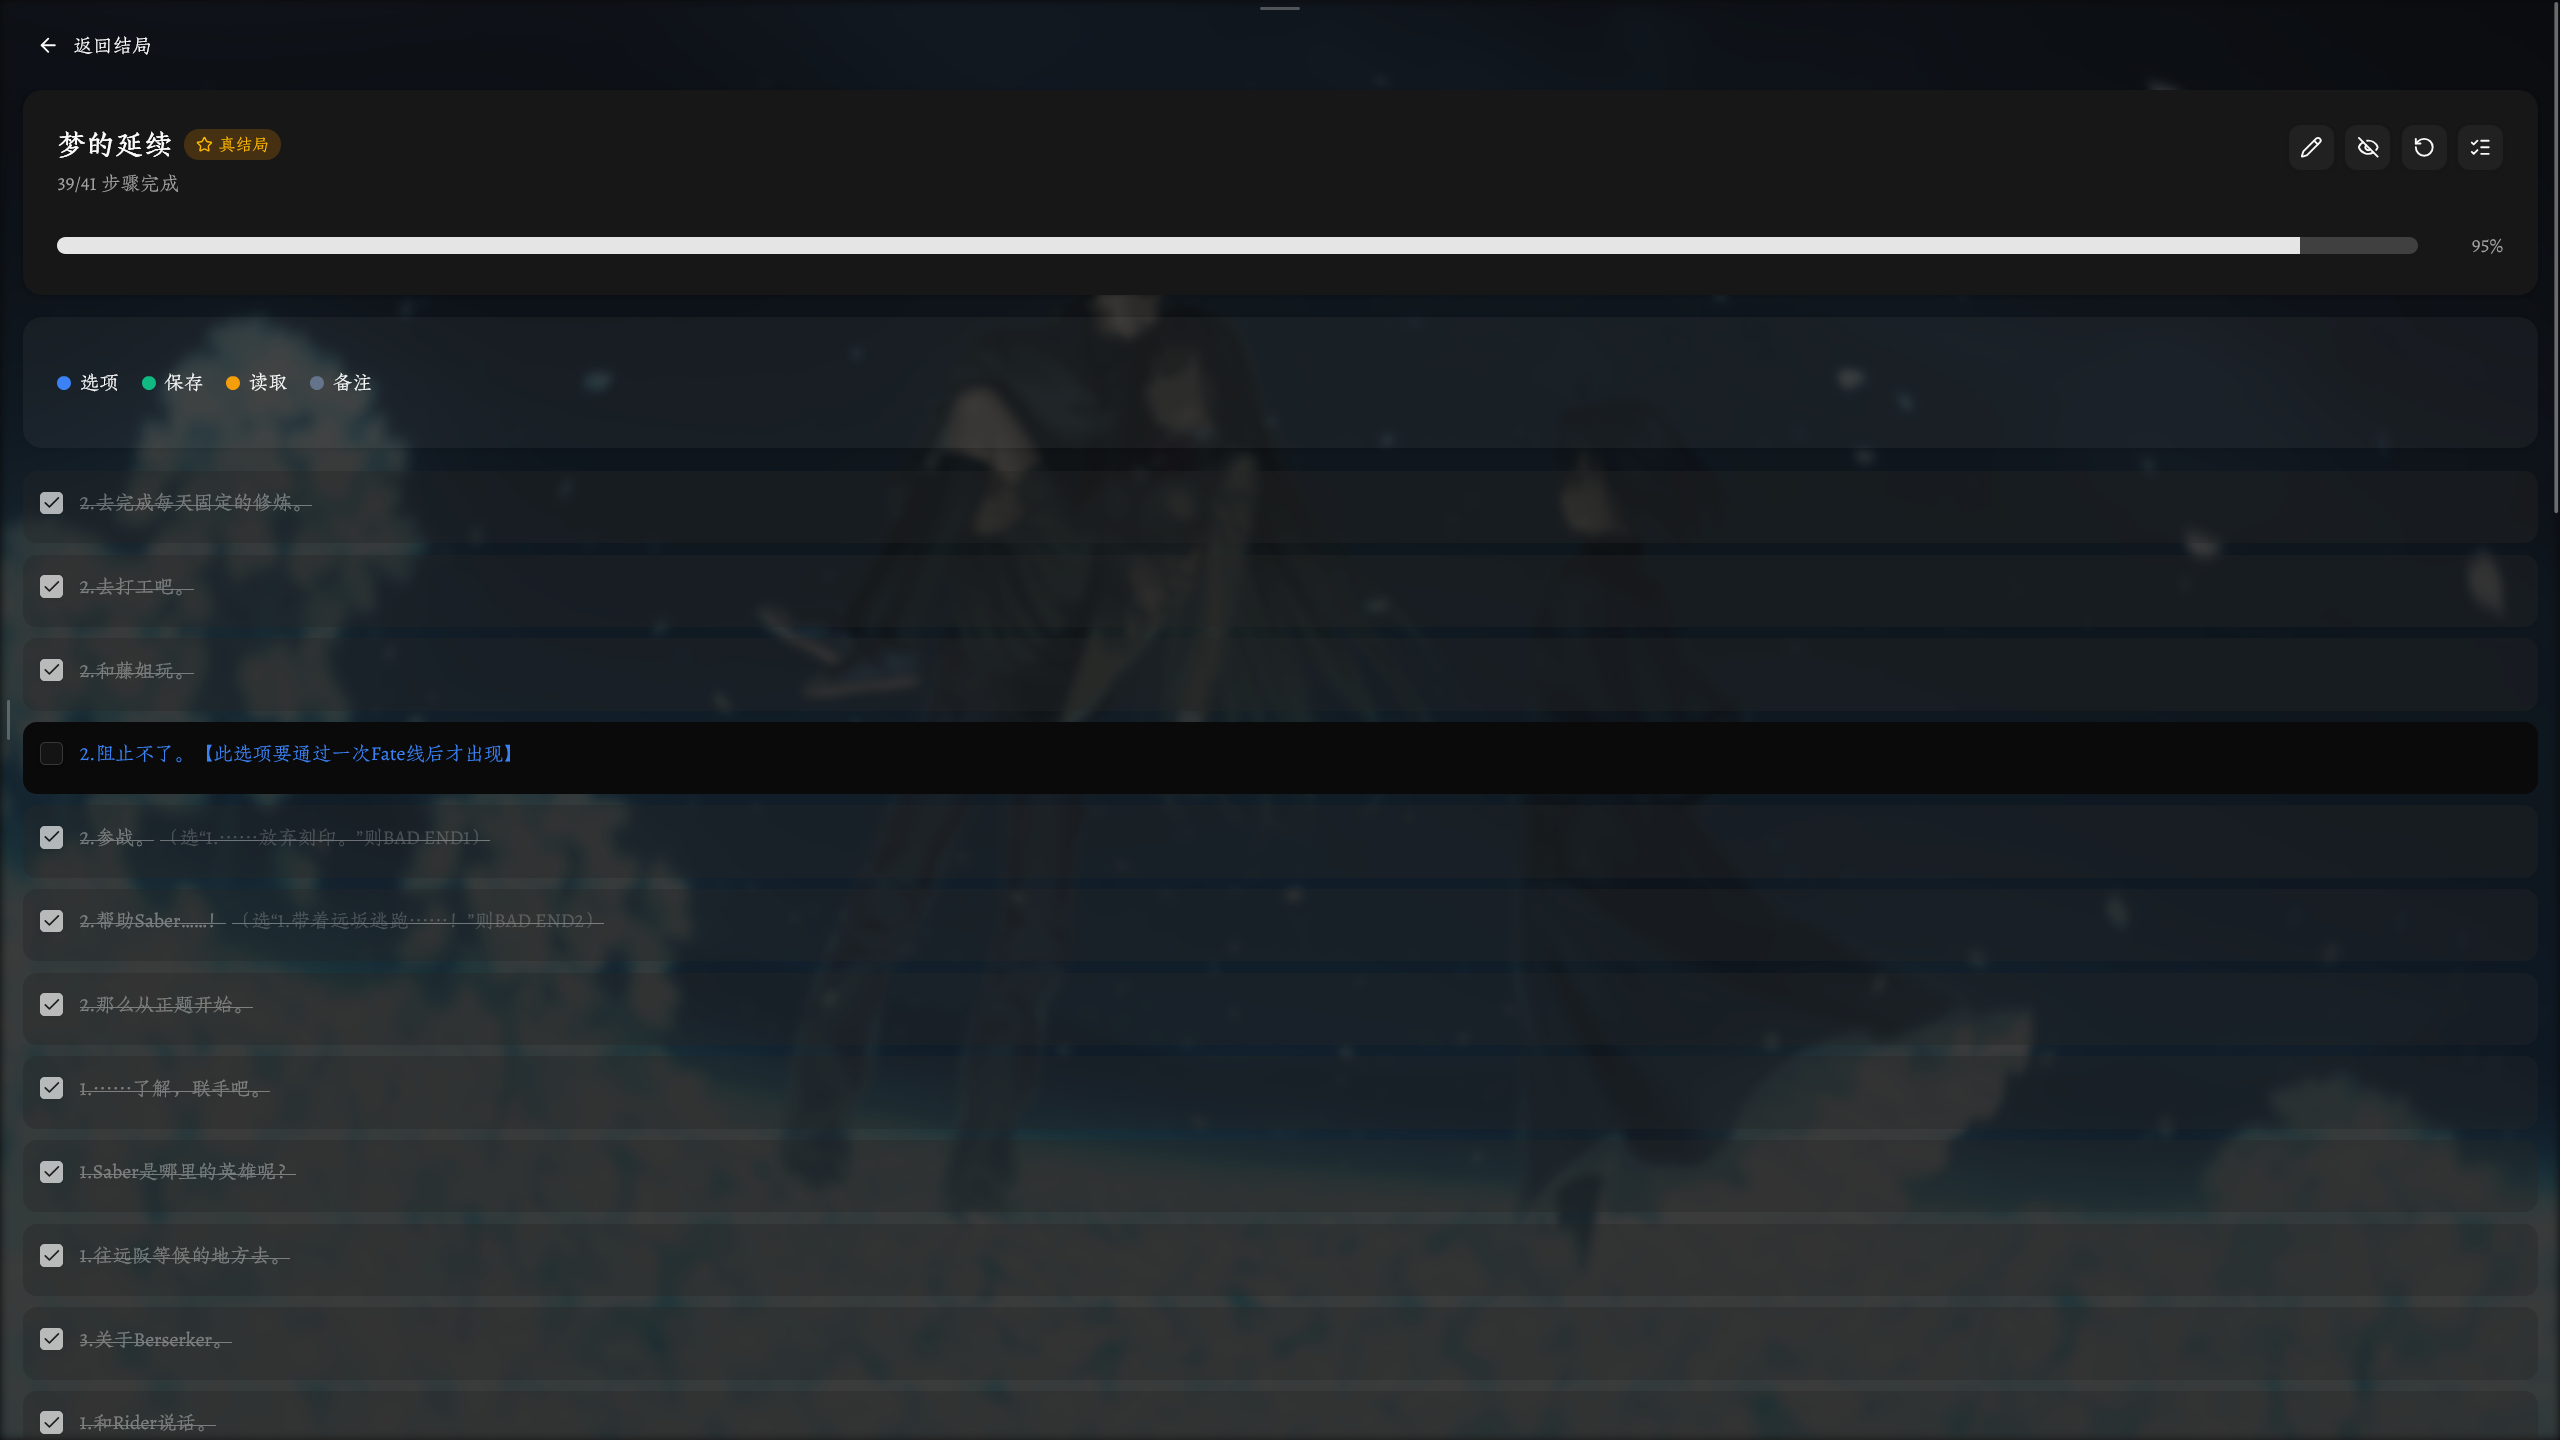 返回结局
梦的延续 真结局
39/41 步骤完成
95%
选项 保存 读取 备注
2.去完成每天固定的修炼。
2.去打工吧。
2.和藤姐玩。
2.阻止不了。【此选项要通过一次Fate线后才出现】
2.参战。（选“1.……放弃刻印。”则BAD END1）
2.帮助Saber……！（选“1.带着远坂逃跑……！”则BAD END2）
2.那么从正题开始。
1.……了解，联手吧。
1.Saber是哪里的英雄呢？
1.往远阪等候的地方去。
3.关于Berserker。
1.和Rider说话。